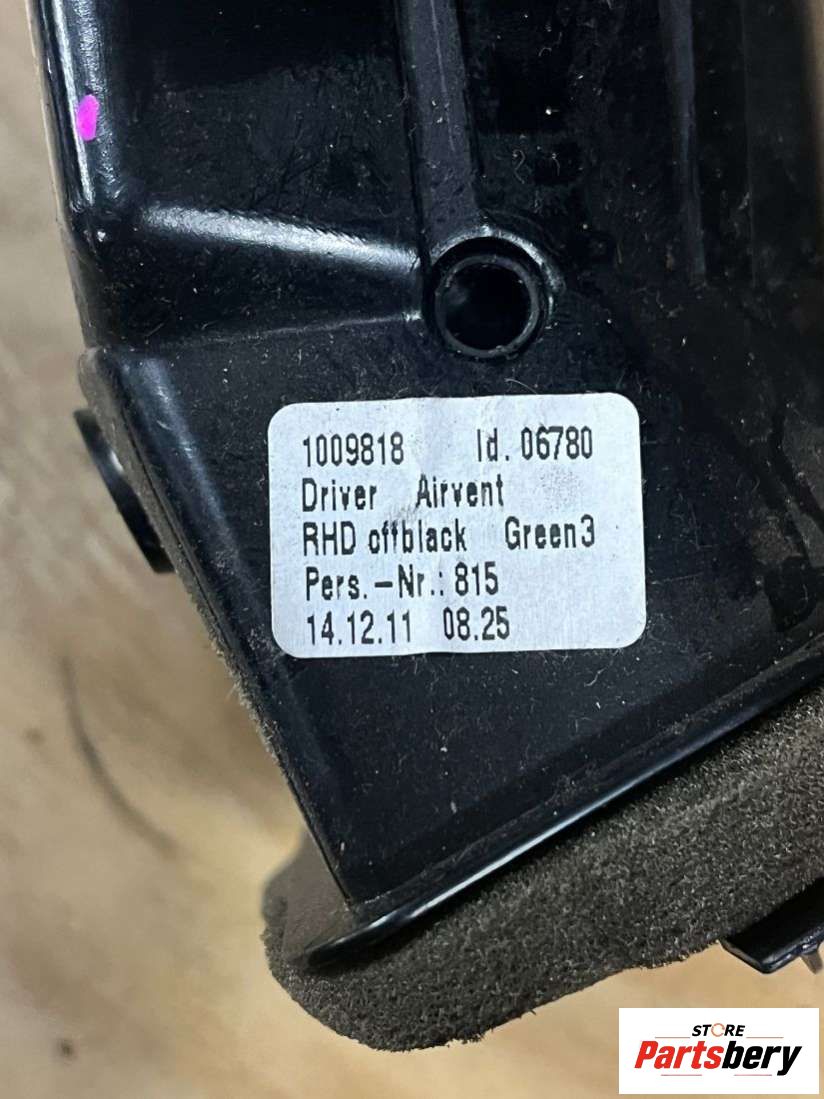 1009818 Id. 06780
Driver Airvent
RHD offblack Green3
Pers.-Nr.: 815
14.12.11 08.25
STORE
Partsbery